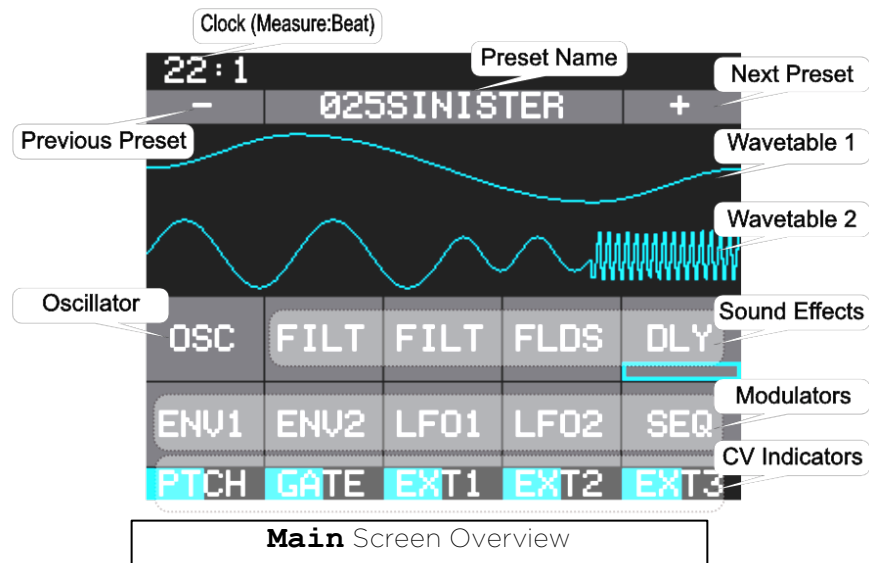 Clock (Measure:Beat)
22:1
Preset Name
Next Preset
-
025SINISTER
+
Previous Preset
Wavetable 1
Wavetable 2
Oscillator
Sound Effects
OSC
FILT
FILT
FLDS
DLY
Modulators
ENV1
ENV2
LFO1
LFO2
SEQ
CV Indicators
PTCH
GATE
EXT1
EXT2
EXT3
Main Screen Overview